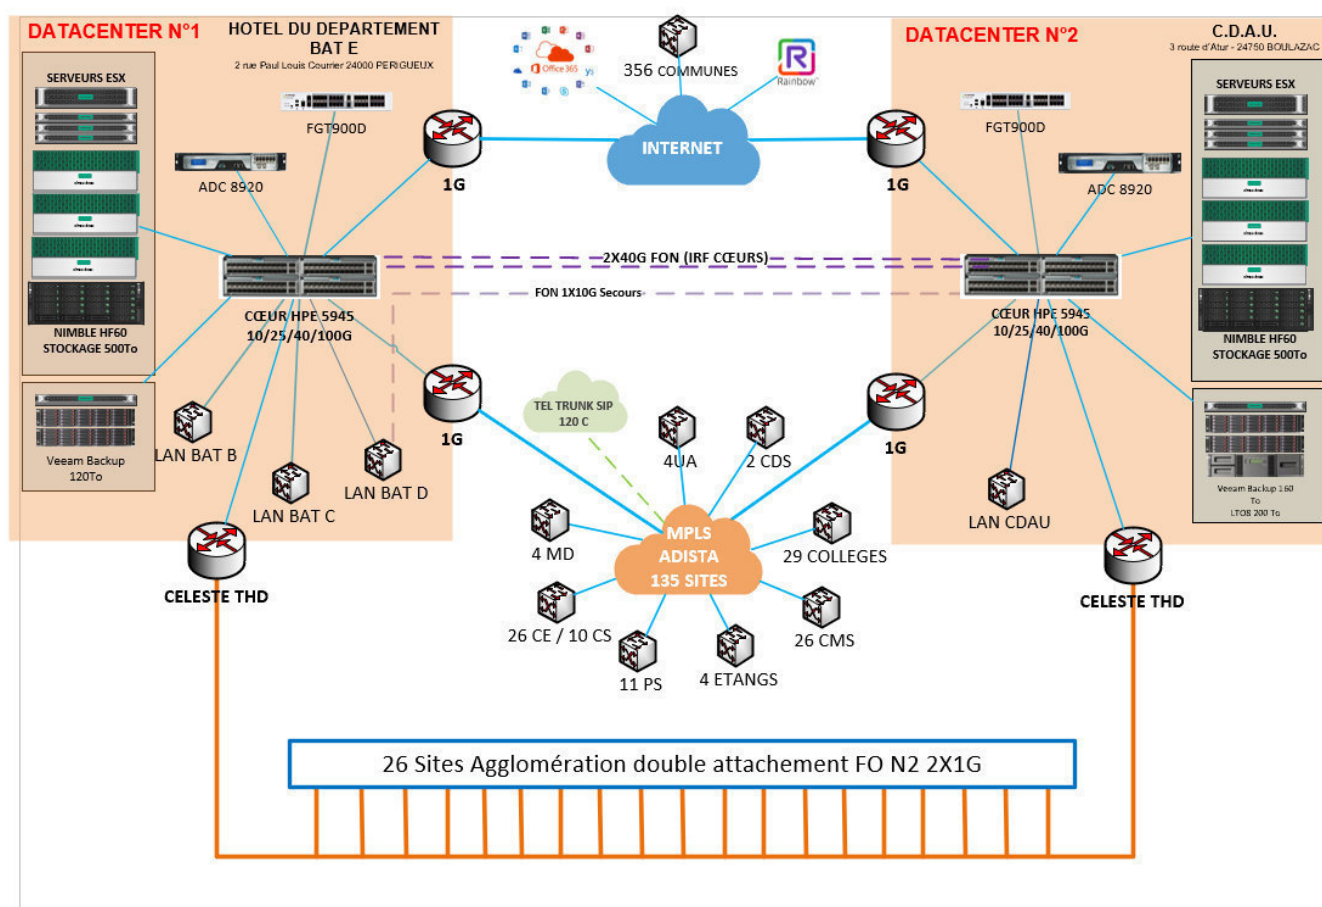 DATACENTER N°1
HOTEL DU DEPARTEMENT
BAT E
2 rue Paul Louis Courrier 24000 PERIGUEUX
SERVEURS ESX
FGT900D
ADC 8920
1G
NIMBLE HF60
STOCKAGE 500To
CŒUR HPE 5945
10/25/40/100G
Veeam Backup
120To
LAN BAT B
LAN BAT C
LAN BAT D
1G
CELESTE THD
Office 365
356 COMMUNES
Rainbow
INTERNET
2X40G FON (IRF CŒURS)
FON 1X10G Secours
TEL TRUNK SIP
120 C
4UA
2 CDS
MPLS
ADISTA
135 SITES
4 MD
29 COLLEGES
26 CE / 10 CS
26 CMS
11 PS
4 ETANGS
DATACENTER N°2
C.D.A.U.
3 route d'Atur - 24750 BOULAZAC
SERVEURS ESX
FGT900D
ADC 8920
1G
NIMBLE HF60
STOCKAGE 500To
CŒUR HPE 5945
10/25/40/100G
1G
Veeam Backup 160
To
LTO8 200 To
LAN CDAU
CELESTE THD
26 Sites Agglomération double attachement FO N2 2X1G